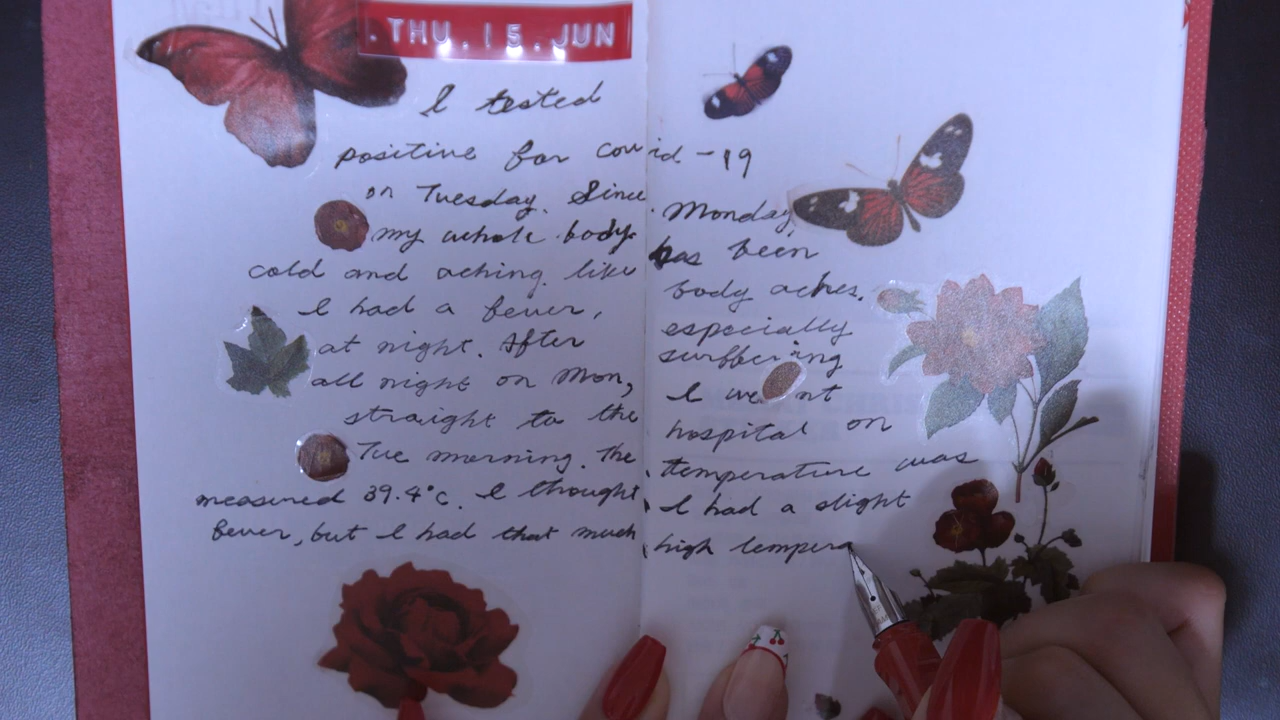 THU.15.JUN
I tested
positive for covid -19
on Tuesday. Since Monday,
my whole body has been
cold and aching like body aches.
I had a fever, especially
at night. After surffering
all night on Mon, I went
straight to the hospital on
Tue morning. The temperature was
measured 39.4°c. I thought I had a slight
fever, but I had that much high tempera